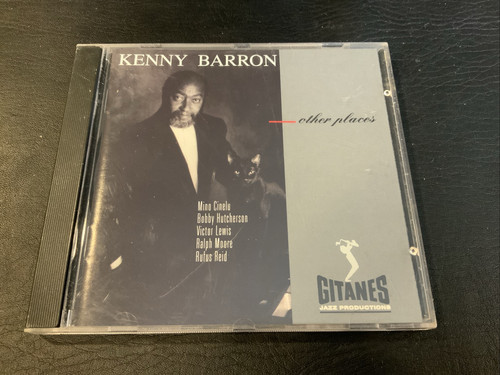 KENNY BARRON
other places
Mino Cinelu
Bobby Hutcherson
Victor Lewis
Ralph Moore
Rufus Reid
GITANES
JAZZ PRODUCTIONS